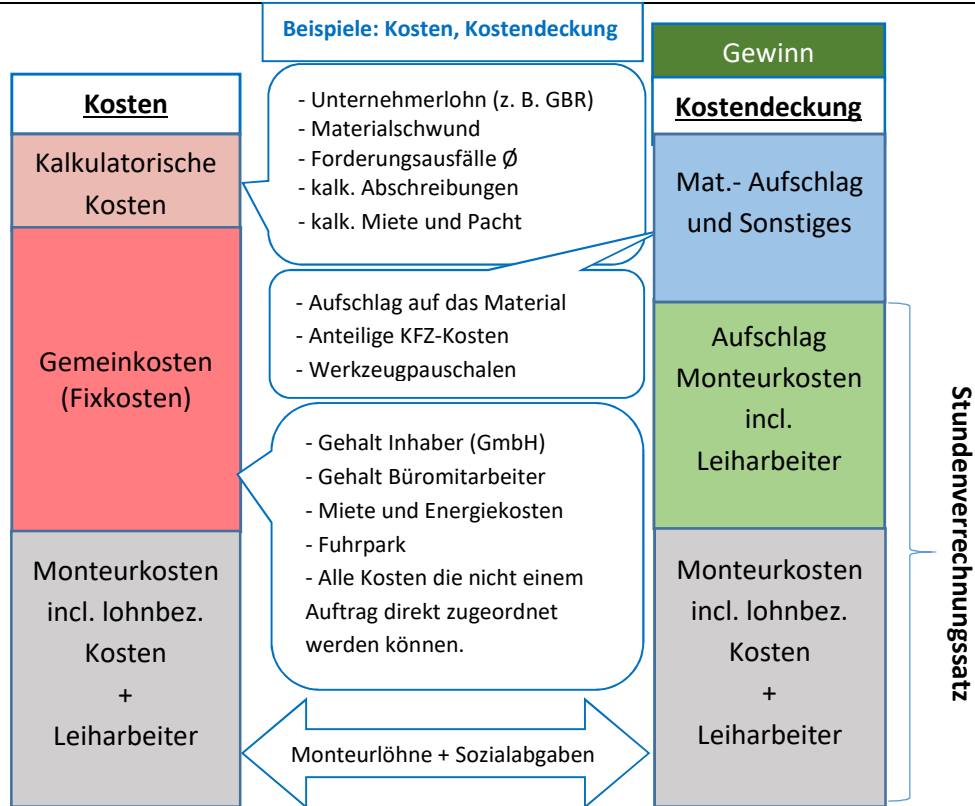 Beispiele: Kosten, Kostendeckung
Kosten
Kalkulatorische
Kosten
Gemeinkosten
(Fixkosten)
Monteurkosten
incl. lohnbez.
Kosten
+
Leiharbeiter
- Unternehmerlohn (z. B. GBR)
- Materialschwund
- Forderungsausfälle Ø
- kalk. Abschreibungen
- kalk. Miete und Pacht
- Aufschlag auf das Material
- Anteilige KFZ-Kosten
- Werkzeugpauschalen
- Gehalt Inhaber (GmbH)
- Gehalt Büromitarbeiter
- Miete und Energiekosten
- Fuhrpark
- Alle Kosten die nicht einem
Auftrag direkt zugeordnet
werden können.
Monteurlöhne + Sozialabgaben
Gewinn
Kostendeckung
Mat.- Aufschlag
und Sonstiges
Aufschlag
Monteurkosten
incl.
Leiharbeiter
Monteurkosten
incl. lohnbez.
Kosten
+
Leiharbeiter
Stundenverrechnungssatz